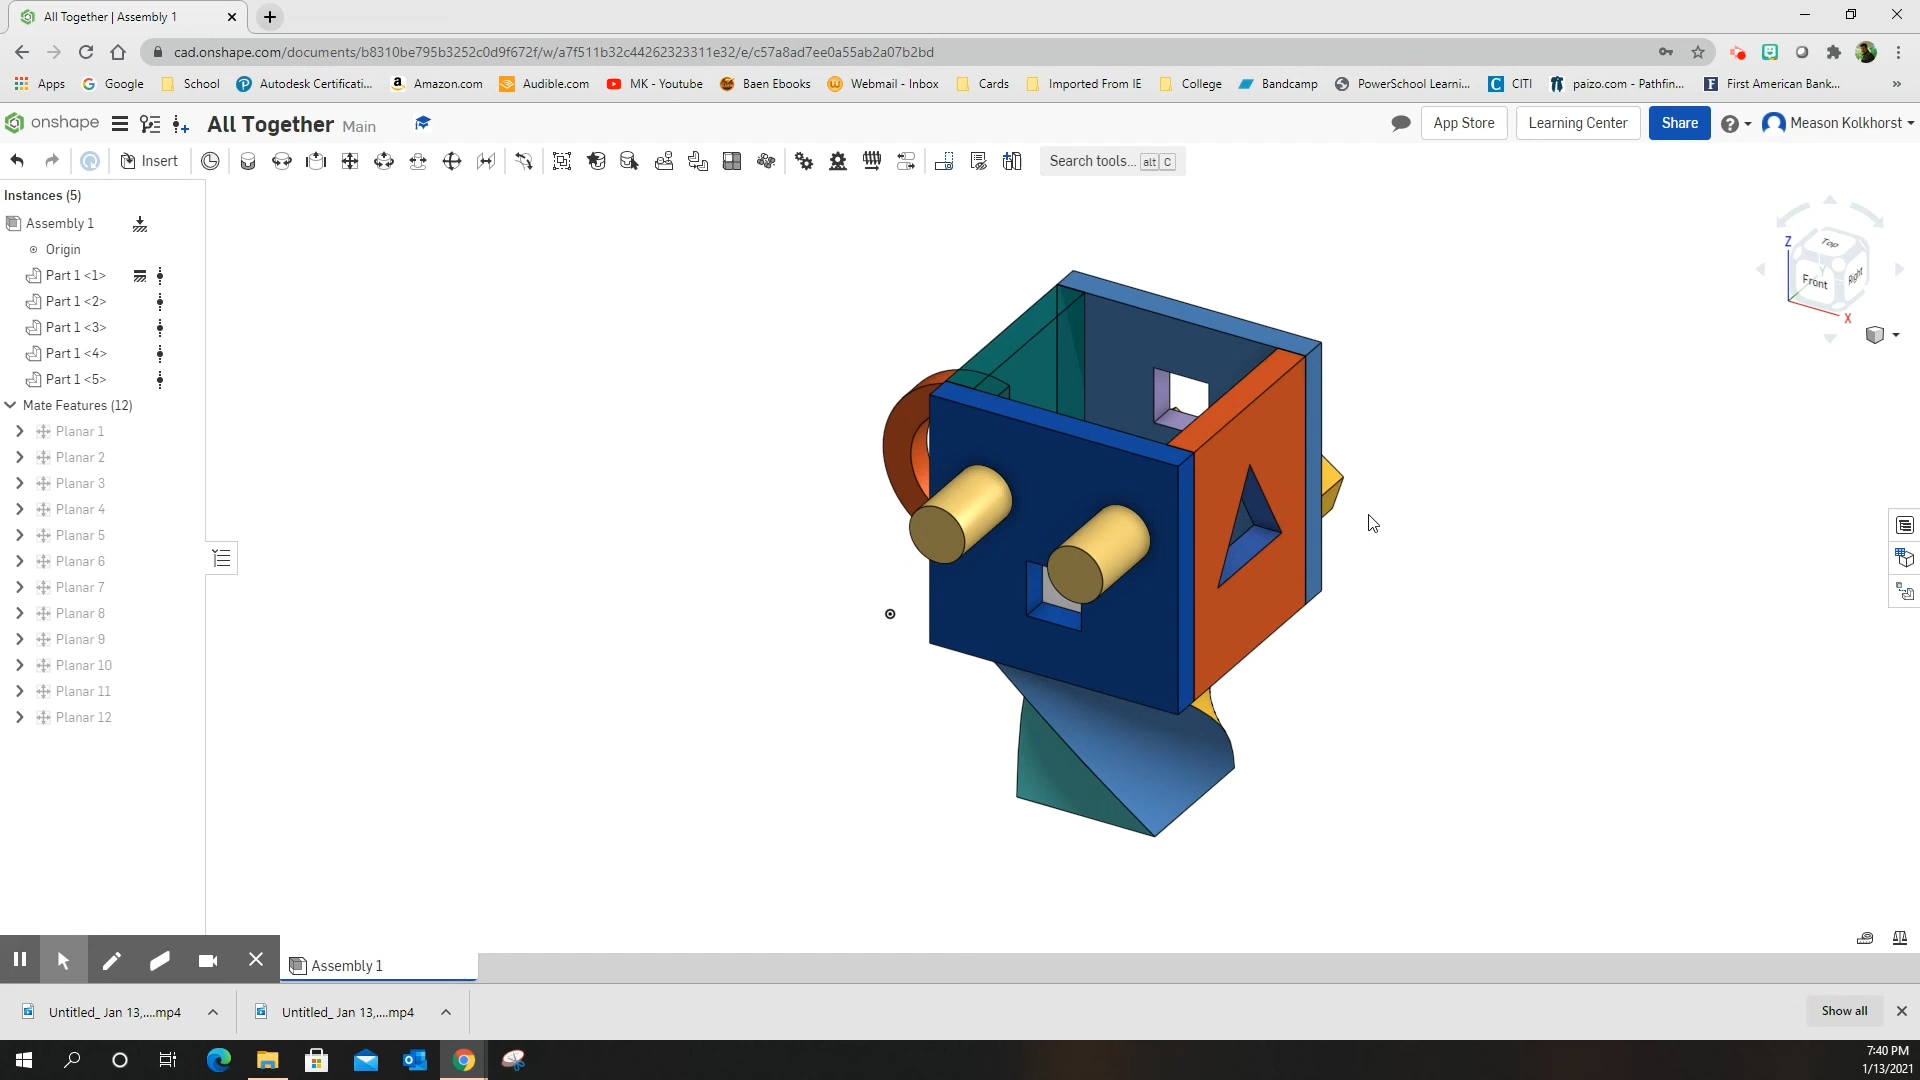 All Together | Assembly 1
cad.onshape.com/documents/b8310be795b3252c0d9f672f/w/a7f511b32c44262323311e32/e/c57a8ad7ee0a55ab2a07b2bd
Apps Google School Autodesk Certificati... Amazon.com Audible.com MK - Youtube Baen Ebooks Webmail - Inbox Cards Imported From IE College Bandcamp PowerSchool Learni... CITI paizo.com - Pathfin... First American Bank... »
onshape All Together Main App Store Learning Center Share Meason Kolkhorst
Insert Search tools... alt C
Instances (5)
Assembly 1
Origin
Part 1 <1>
Part 1 <2>
Part 1 <3>
Part 1 <4>
Part 1 <5>
Mate Features (12)
Planar 1
Planar 2
Planar 3
Planar 4
Planar 5
Planar 6
Planar 7
Planar 8
Planar 9
Planar 10
Planar 11
Planar 12
Z
Top
Front
Right
X
Assembly 1
Untitled_ Jan 13,....mp4 Untitled_ Jan 13,....mp4 Show all
7:40 PM
1/13/2021